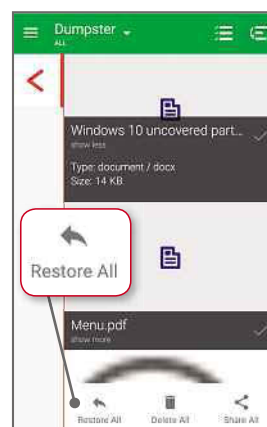 Dumpster
ALL
Windows 10 uncovered part...
show less
Type: document / docx
Size: 14 KB
Restore All
Menu.pdf
show more
Restore All
Delete All
Share All